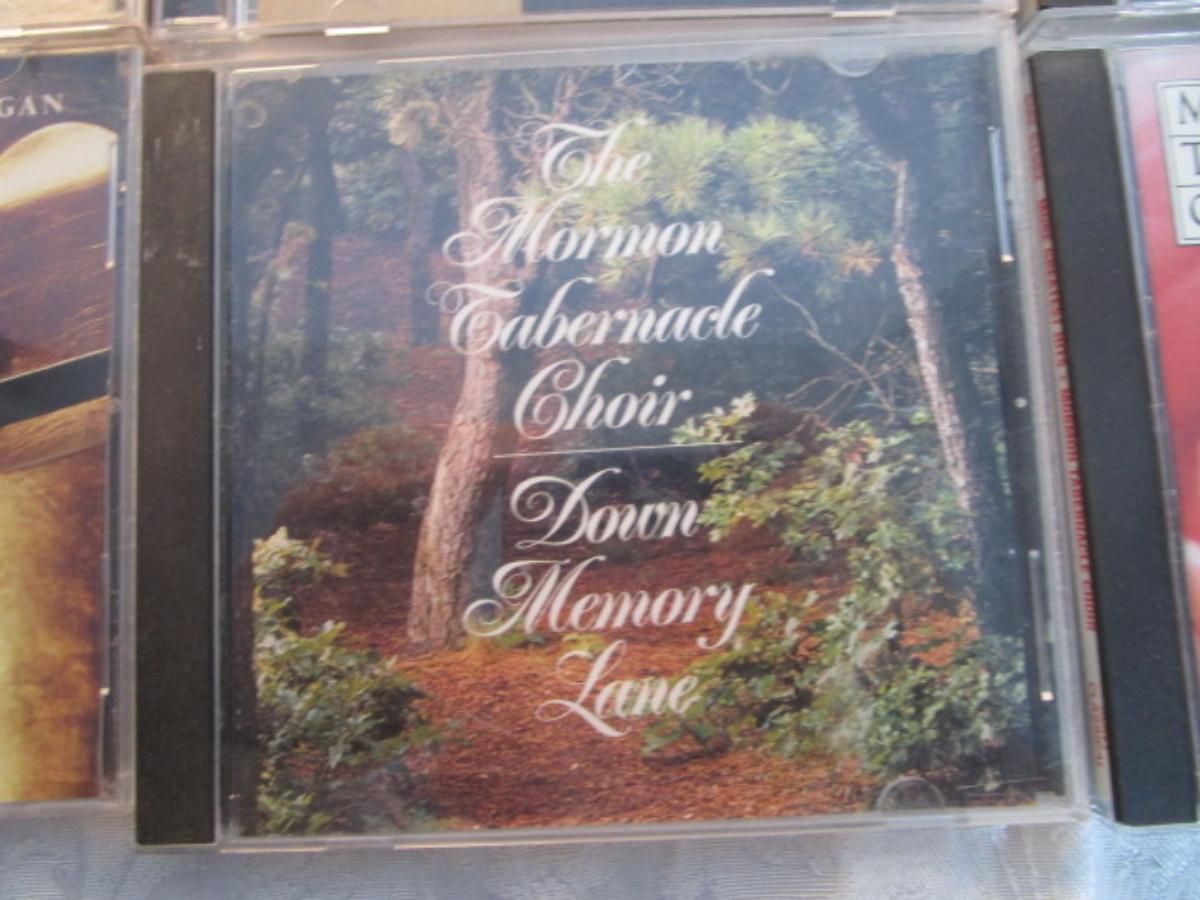 GAN
The
Mormon
Tabernacle
Choir
Down
Memory
Lane
M
T